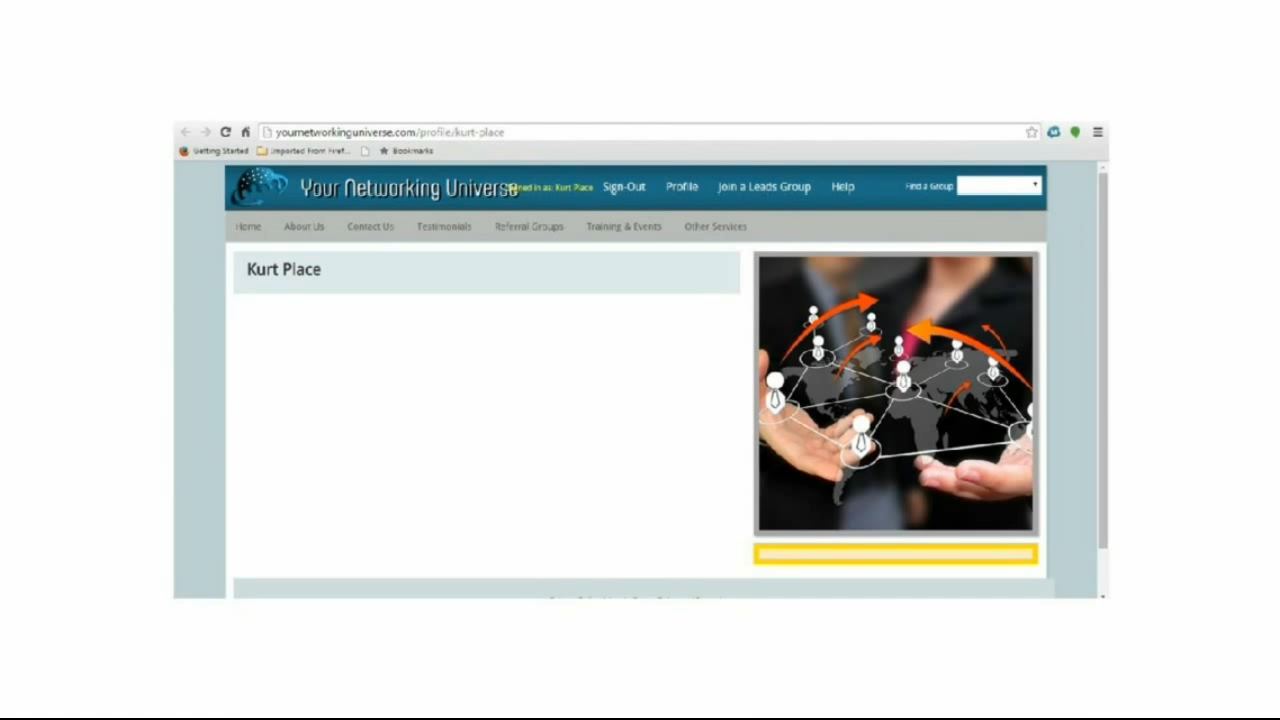 yournetworkinguniverse.com/profile/kurt-place
Getting Started Imported From Firef... Bookmarks
Your Networking Universe in as: Kurt Place Sign-Out Profile Join a Leads Group Help Find a Group
Home About Us Contact Us Testimonials Referral Groups Training & Events Other Services
Kurt Place